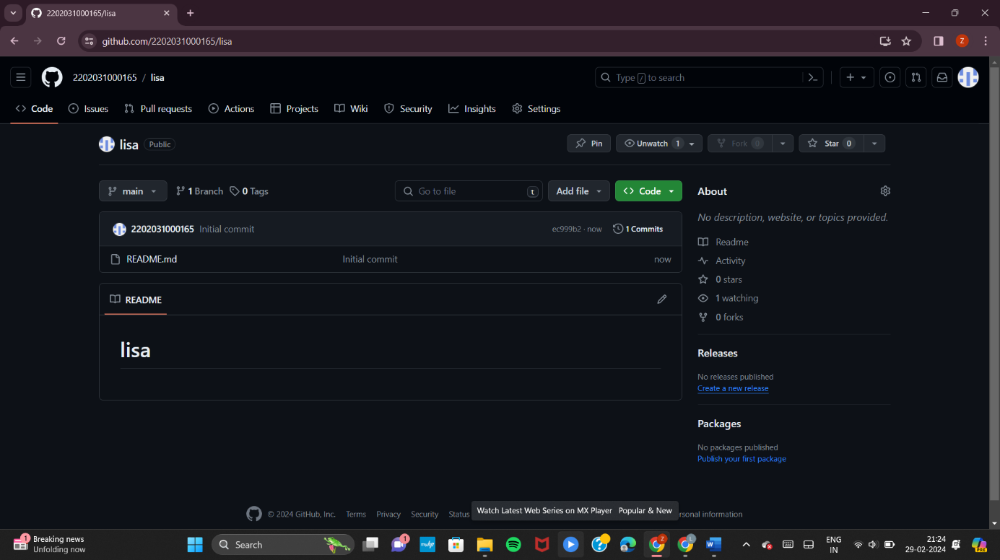 2202031000165/lisa
github.com/2202031000165/lisa
Z
2202031000165 / lisa
Type / to search
Code Issues Pull requests Actions Projects Wiki Security Insights Settings
lisa Public
Pin Unwatch 1 Fork 0 Star 0
main 1 Branch 0 Tags Go to file t Add file Code
2202031000165 Initial commit ec999b2 · now 1 Commits
README.md Initial commit now
README
lisa
About
No description, website, or topics provided.
Readme
Activity
0 stars
1 watching
0 forks
Releases
No releases published
Create a new release
Packages
No packages published
Publish your first package
© 2024 GitHub, Inc. Terms Privacy Security Status rsonal information
Watch Latest Web Series on MX Player Popular & New
1
Breaking news
Unfolding now
Search
1
myhp
Z
L
W
ENG
IN
21:24
29-02-2024
PRE